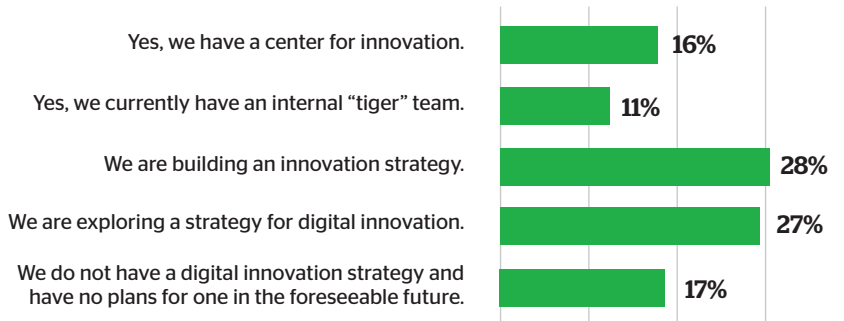 Yes, we have a center for innovation.
16%
Yes, we currently have an internal “tiger” team.
11%
We are building an innovation strategy.
28%
We are exploring a strategy for digital innovation.
27%
We do not have a digital innovation strategy and
have no plans for one in the foreseeable future.
17%